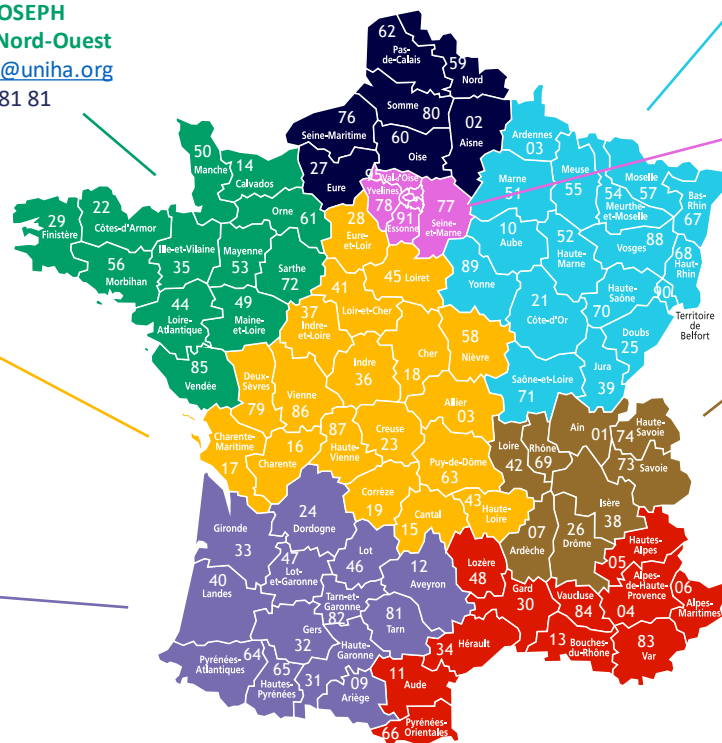 OSEPH
Nord-Ouest
@uniha.org
81 81
62
Pas-
de-Calais
59
Nord
Somme
80
02
Aisne
76
Seine-Maritime
60
Oise
27
Eure
Ardennes
03
50
Manche
14
Calvados
Orne
61
95
Val-d'Oise
Yvelines
78
91
Essonne
77
Seine-
et-Marne
Marne
51
Meuse
55
Moselle
57
54
Meurthe-
et-Moselle
Bas-
Rhin
67
29
Finistère
22
Côtes-d'Armor
56
Morbihan
Ille-et-Vilaine
35
Mayenne
53
Sarthe
72
28
Eure-
et-Loir
10
Aube
52
Haute-
Marne
Vosges
88
68
Haut-
Rhin
44
Loire-
Atlantique
49
Maine-
et-Loire
41
Loir-et-Cher
45 Loiret
89
Yonne
21
Côte-d'Or
Haute-
Saône
70
90
Territoire
de
Belfort
Doubs
25
85
Vendée
37
Indre-
et-Loire
Indre
36
Cher
18
58
Nièvre
Saône-et-Loire
71
Jura
39
Deux-
Sèvres
79
Vienne
86
Allier
03
Charente-
Maritime
17
16
Charente
87
Haute-
Vienne
Creuse
23
Puy-de-Dôme
63
Loire
42
Rhône
69
Ain
01
74
Haute-
Savoie
73
Savoie
Corrèze
19
Cantal
15
43
Haute-
Loire
07
Ardèche
26
Drôme
Isère
38
24
Dordogne
Gironde
33
Lot
46
47
Lot-
et-Garonne
12
Aveyron
Lozère
48
Hautes-
Alpes
05
40
Landes
Tarn-et-
Garonne
82
81
Tarn
Gard
30
Vaucluse
84
Alpes-
de-Haute-
Provence
04
06
Alpes-
Maritimes
Gers
32
Haute-
Garonne
31
34
Hérault
13
Bouches-
du-Rhône
83
Var
Pyrénées-
Atlantiques
64
65
Hautes-
Pyrénées
09
Ariège
11
Aude
66
Pyrénées-
Orientales